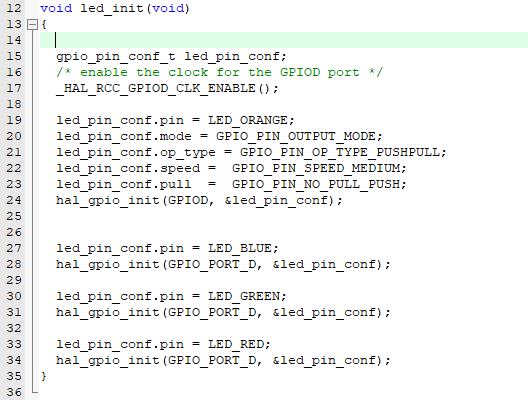 12 void led_init(void)
13 {
14
15 gpio_pin_conf_t led_pin_conf;
16 /* enable the clock for the GPIOD port */
17 _HAL_RCC_GPIOD_CLK_ENABLE();
18
19 led_pin_conf.pin = LED_ORANGE;
20 led_pin_conf.mode = GPIO_PIN_OUTPUT_MODE;
21 led_pin_conf.op_type = GPIO_PIN_OP_TYPE_PUSHPULL;
22 led_pin_conf.speed =  GPIO_PIN_SPEED_MEDIUM;
23 led_pin_conf.pull  =  GPIO_PIN_NO_PULL_PUSH;
24 hal_gpio_init(GPIOD, &led_pin_conf);
25
26
27 led_pin_conf.pin = LED_BLUE;
28 hal_gpio_init(GPIO_PORT_D, &led_pin_conf);
29
30 led_pin_conf.pin = LED_GREEN;
31 hal_gpio_init(GPIO_PORT_D, &led_pin_conf);
32
33 led_pin_conf.pin = LED_RED;
34 hal_gpio_init(GPIO_PORT_D, &led_pin_conf);
35 }
36